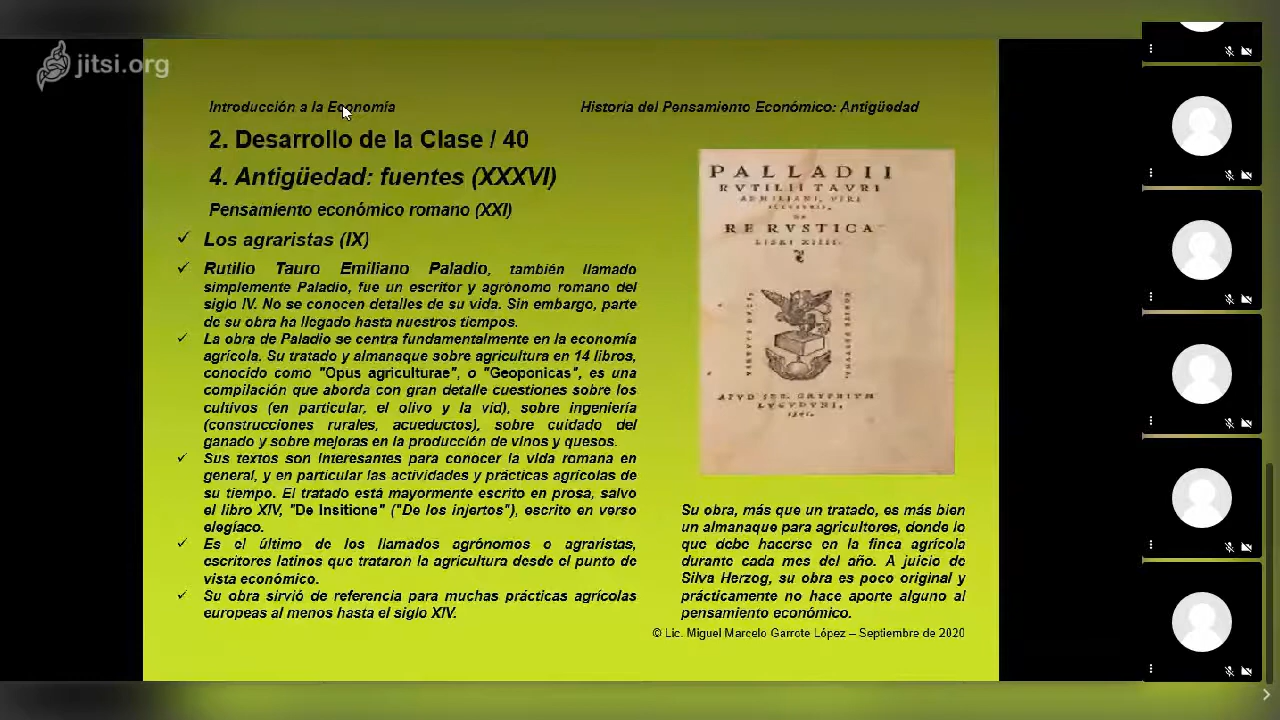 jitsi.org
Introducción a la Economía
Historia del Pensamiento Económico: Antigüedad
2. Desarrollo de la Clase / 40
4. Antigüedad: fuentes (XXXVI)
Pensamiento económico romano (XXI)
✓ Los agraristas (IX)
✓ Rutilio Tauro Emiliano Paladio, también llamado
simplemente Paladio, fue un escritor y agrónomo romano del
siglo IV. No se conocen detalles de su vida. Sin embargo, parte
de su obra ha llegado hasta nuestros tiempos.
✓ La obra de Paladio se centra fundamentalmente en la economía
agrícola. Su tratado y almanaque sobre agricultura en 14 libros,
conocido como "Opus agriculturae", o "Geoponicas", es una
compilación que aborda con gran detalle cuestiones sobre los
cultivos (en particular, el olivo y la vid), sobre ingeniería
(construcciones rurales, acueductos), sobre cuidado del
ganado y sobre mejoras en la producción de vinos y quesos.
✓ Sus textos son interesantes para conocer la vida romana en
general, y en particular las actividades y prácticas agrícolas de
su tiempo. El tratado está mayormente escrito en prosa, salvo
el libro XIV, "De Insitione" ("De los injertos"), escrito en verso
elegíaco.
✓ Es el último de los llamados agrónomos o agraristas,
escritores latinos que trataron la agricultura desde el punto de
vista económico.
✓ Su obra sirvió de referencia para muchas prácticas agrícolas
europeas al menos hasta el siglo XIV.
PALLADII
RVTILII TAVRI
RE RVSTICA
LIBRI XIIII.
Su obra, más que un tratado, es más bien
un almanaque para agricultores, donde lo
que debe hacerse en la finca agrícola
durante cada mes del año. A juicio de
Silva Herzog, su obra es poco original y
prácticamente no hace aporte alguno al
pensamiento económico.
© Lic. Miguel Marcelo Garrote López – Septiembre de 2020